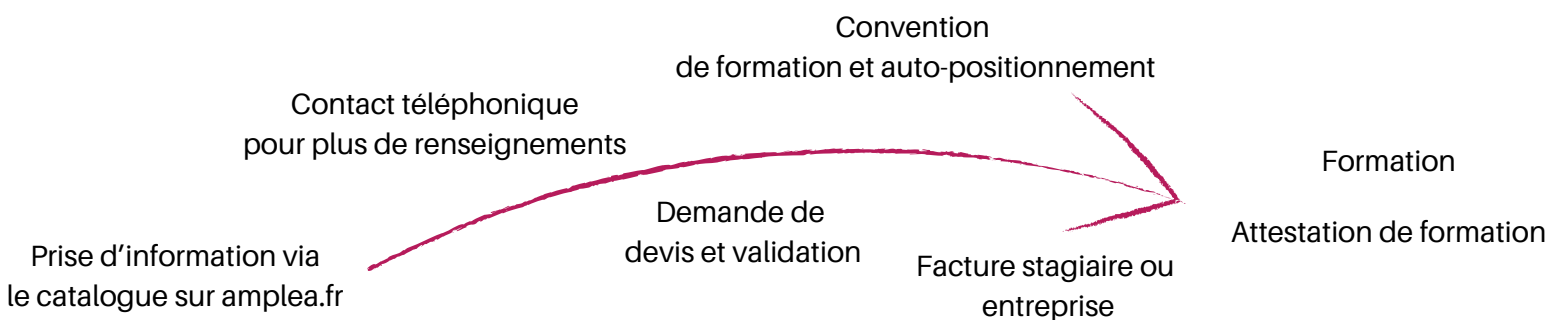 Prise d’information via
le catalogue sur amplea.fr
Contact téléphonique
pour plus de renseignements
Demande de
devis et validation
Convention
de formation et auto-positionnement
Facture stagiaire ou
entreprise
Formation
Attestation de formation